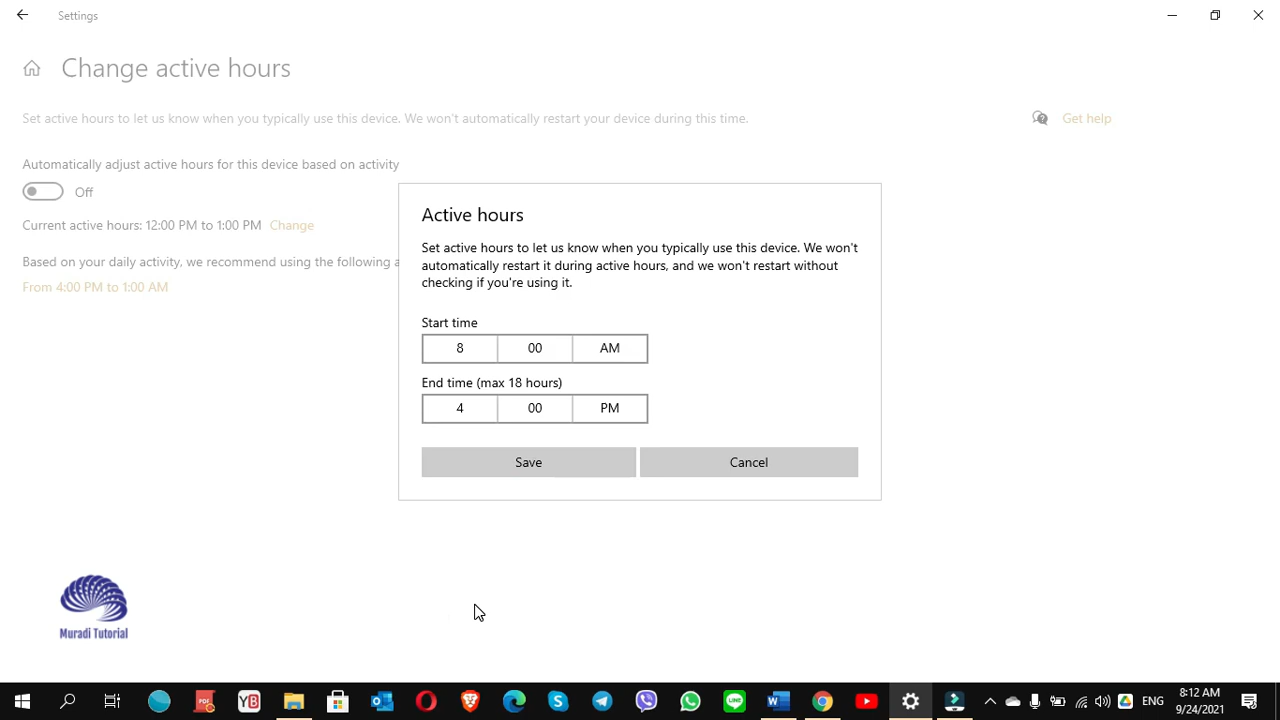 Settings
Change active hours
Set active hours to let us know when you typically use this device. We won't automatically restart your device during this time.
Get help
Automatically adjust active hours for this device based on activity
Off
Current active hours: 12:00 PM to 1:00 PM Change
Based on your daily activity, we recommend using the following a
From 4:00 PM to 1:00 AM
Active hours
Set active hours to let us know when you typically use this device. We won't
automatically restart it during active hours, and we won't restart without
checking if you're using it.
Start time
8 00 AM
End time (max 18 hours)
4 00 PM
Save Cancel
Muradi Tutorial
PDF
YB
LINE
ENG
8:12 AM
9/24/2021